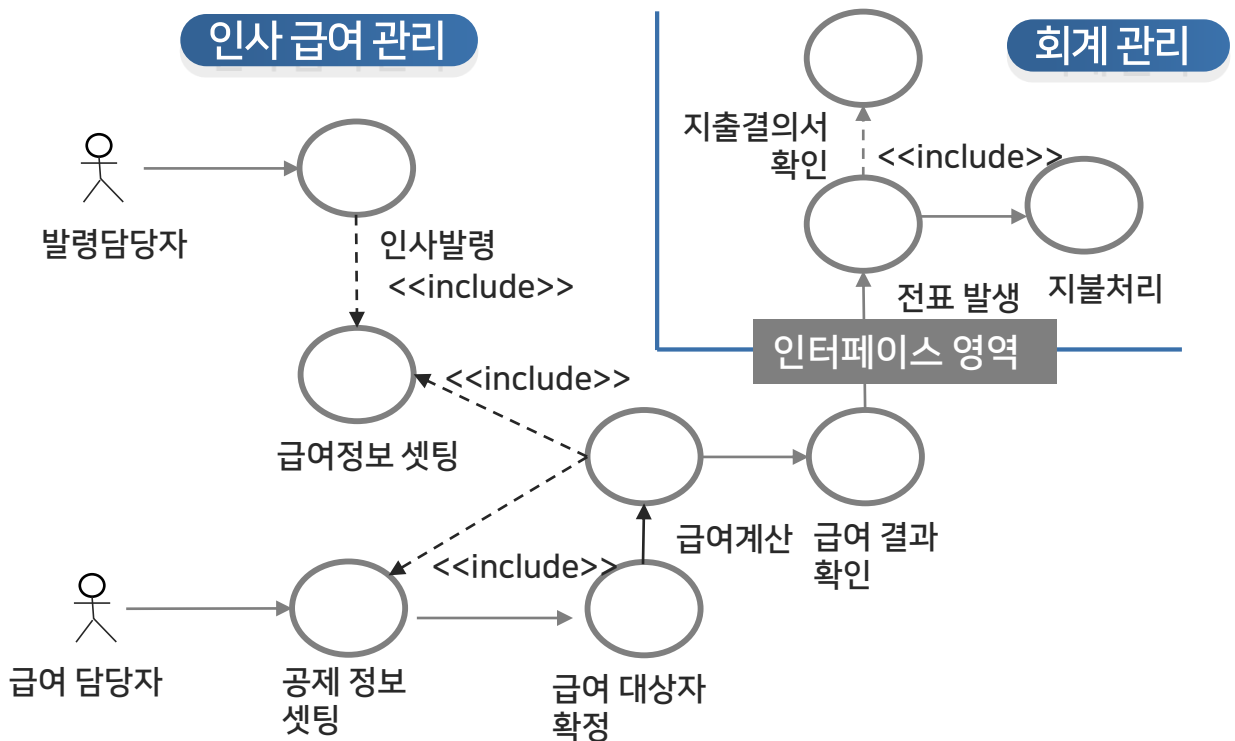 인사 급여 관리
회계 관리
지출결의서
확인
<<include>>
발령담당자
인사발령
<<include>>
전표 발생
지불처리
인터페이스 영역
<<include>>
급여정보 셋팅
급여계산
급여 결과
확인
<<include>>
급여 담당자
공제 정보
셋팅
급여 대상자
확정